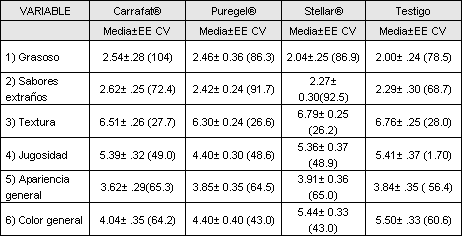 VARIABLE Carrafat® Puregel® Stellar® Testigo
Media±EE CV Media±EE CV Media±EE CV Media±EE CV
1) Grasoso 2.54±.28 (104) 2.46± 0.36 (86.3) 2.04±.25 (86.9) 2.00± .24 (78.5)
2) Sabores extraños 2.62± .25 (72.4) 2.42± 0.24 (91.7) 2.27± 0.30(92.5) 2.29± .30 (68.7)
3) Textura 6.51± .26 (27.7) 6.30± 0.24 (26.6) 6.79± 0.25 (26.2) 6.76± .25 (28.0)
4) Jugosidad 5.39± .32 (49.0) 4.40± 0.30 (48.6) 5.36± 0.37 (48.9) 5.41± .37 (1.70)
5) Apariencia general 3.62± .29(65.3) 3.85± 0.35 (64.5) 3.91± 0.36 (65.0) 3.84± .35 ( 56.4)
6) Color general 4.04± .35 (64.2) 4.40± 0.40 (43.0) 5.44± 0.33 (43.0) 5.50± .33 (60.6)